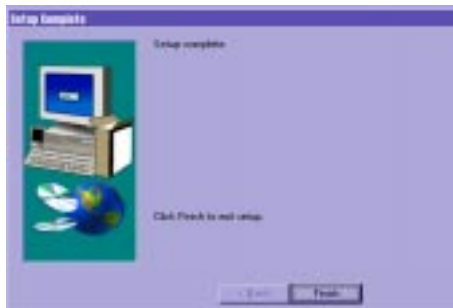 Setup Complete
Setup complete
Click Finish to exit setup.
< Back
Finish